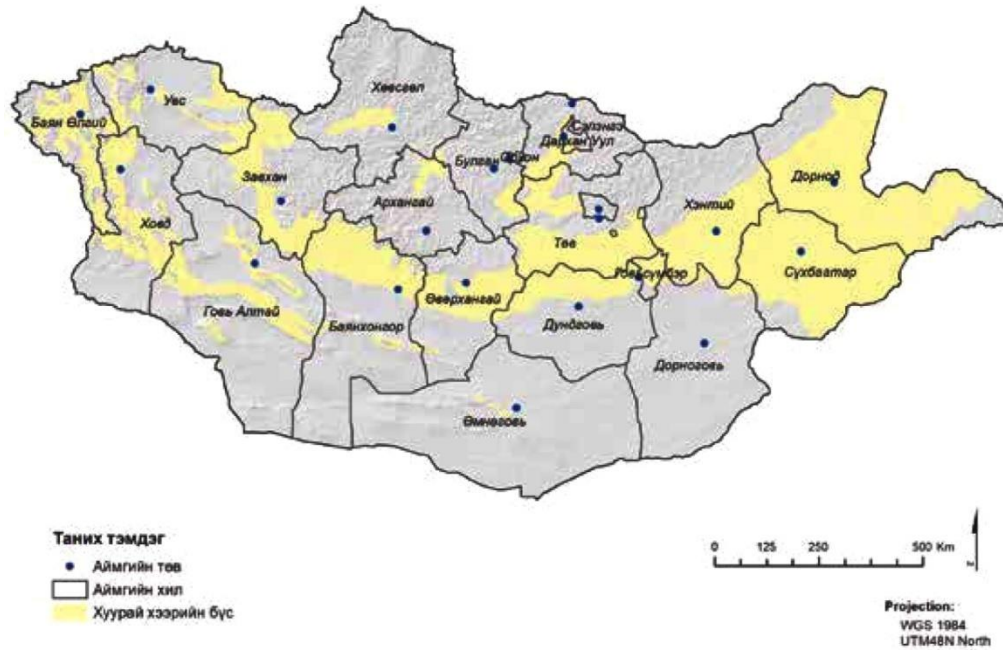 Хөвсгөл
Увс
Баян Өлгий
Сэлэнгэ
Дархан Уул
Булган
Орхон
Завхан
Дорнод
Архангай
Хэнтий
Ховд
Төв
Говьсүмбэр
Сүхбаатар
Өвөрхангай
Говь Алтай
Баянхонгор
Дундговь
Дорноговь
Өмнөговь
Таних тэмдэг
Аймгийн төв
Аймгийн хил
Хуурай хээрийн бүс
0 125 250 500 Km
Projection:
WGS 1984
UTM48N North